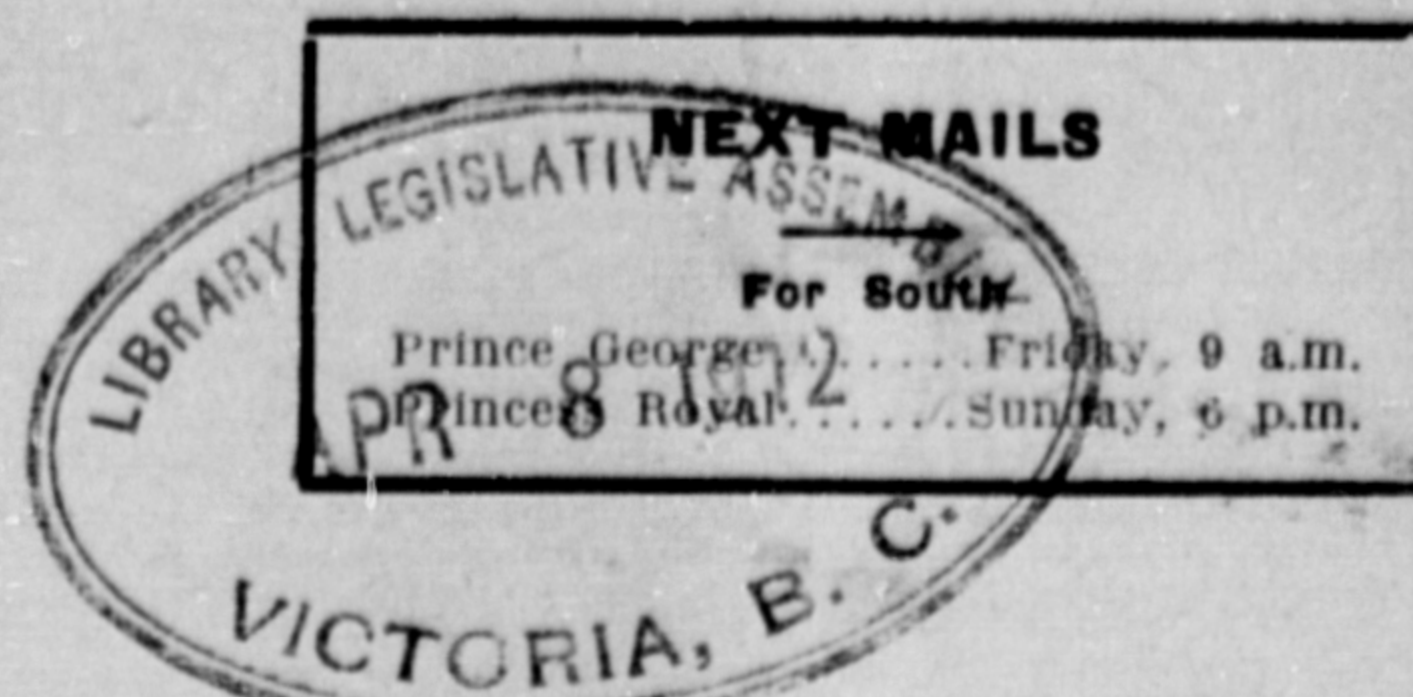 NEXT MAILS
For South
Prince George ........Friday, 9 a.m.
Princess Royal.......Sunday, 6 p.m.
LIBRARY LEGISLATIVE ASSEMBLY
APR 8 1912
VICTORIA, B. C.